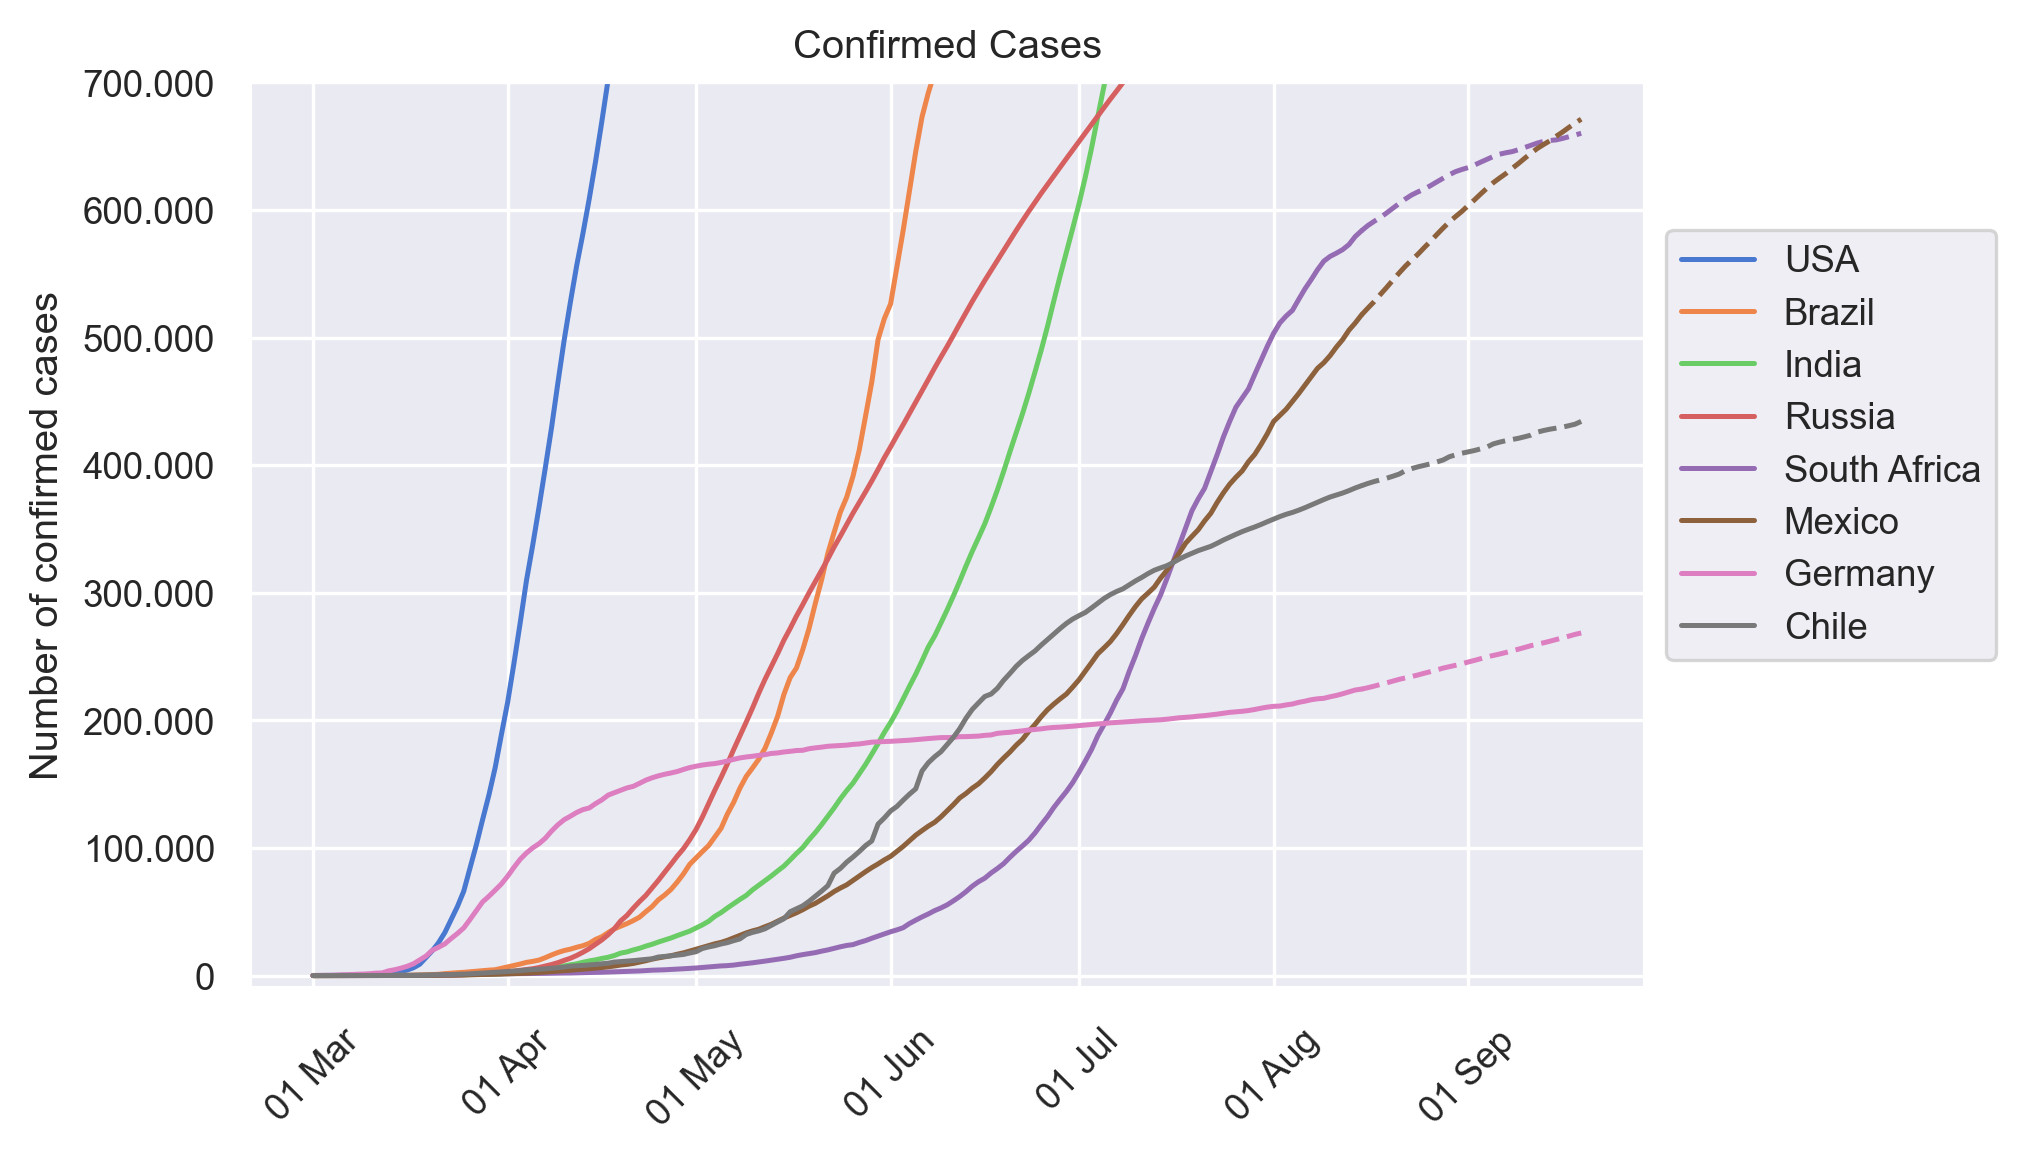 Confirmed Cases
700.000
600.000
500.000
400.000
300.000
200.000
100.000
0
Number of confirmed cases
01 Mar
01 Apr
01 May
01 Jun
01 Jul
01 Aug
01 Sep
USA
Brazil
India
Russia
South Africa
Mexico
Germany
Chile